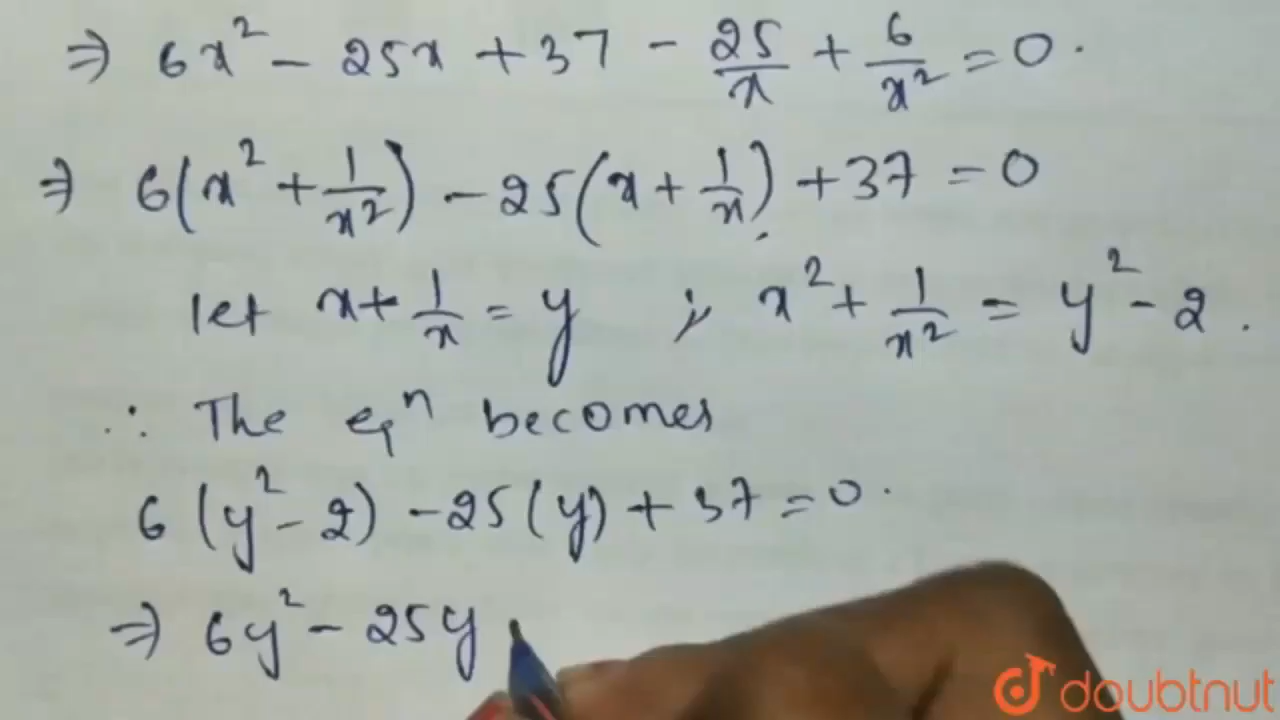 ⇒ 6x² - 25x + 37 - 25/x + 6/x² = 0.
⇒ 6(x² + 1/x²) - 25(x + 1/x) + 37 = 0
let x + 1/x = y ; x² + 1/x² = y² - 2.
∴ The eqⁿ becomes
6(y² - 2) - 25(y) + 37 = 0.
⇒ 6y² - 25y
doubtnut